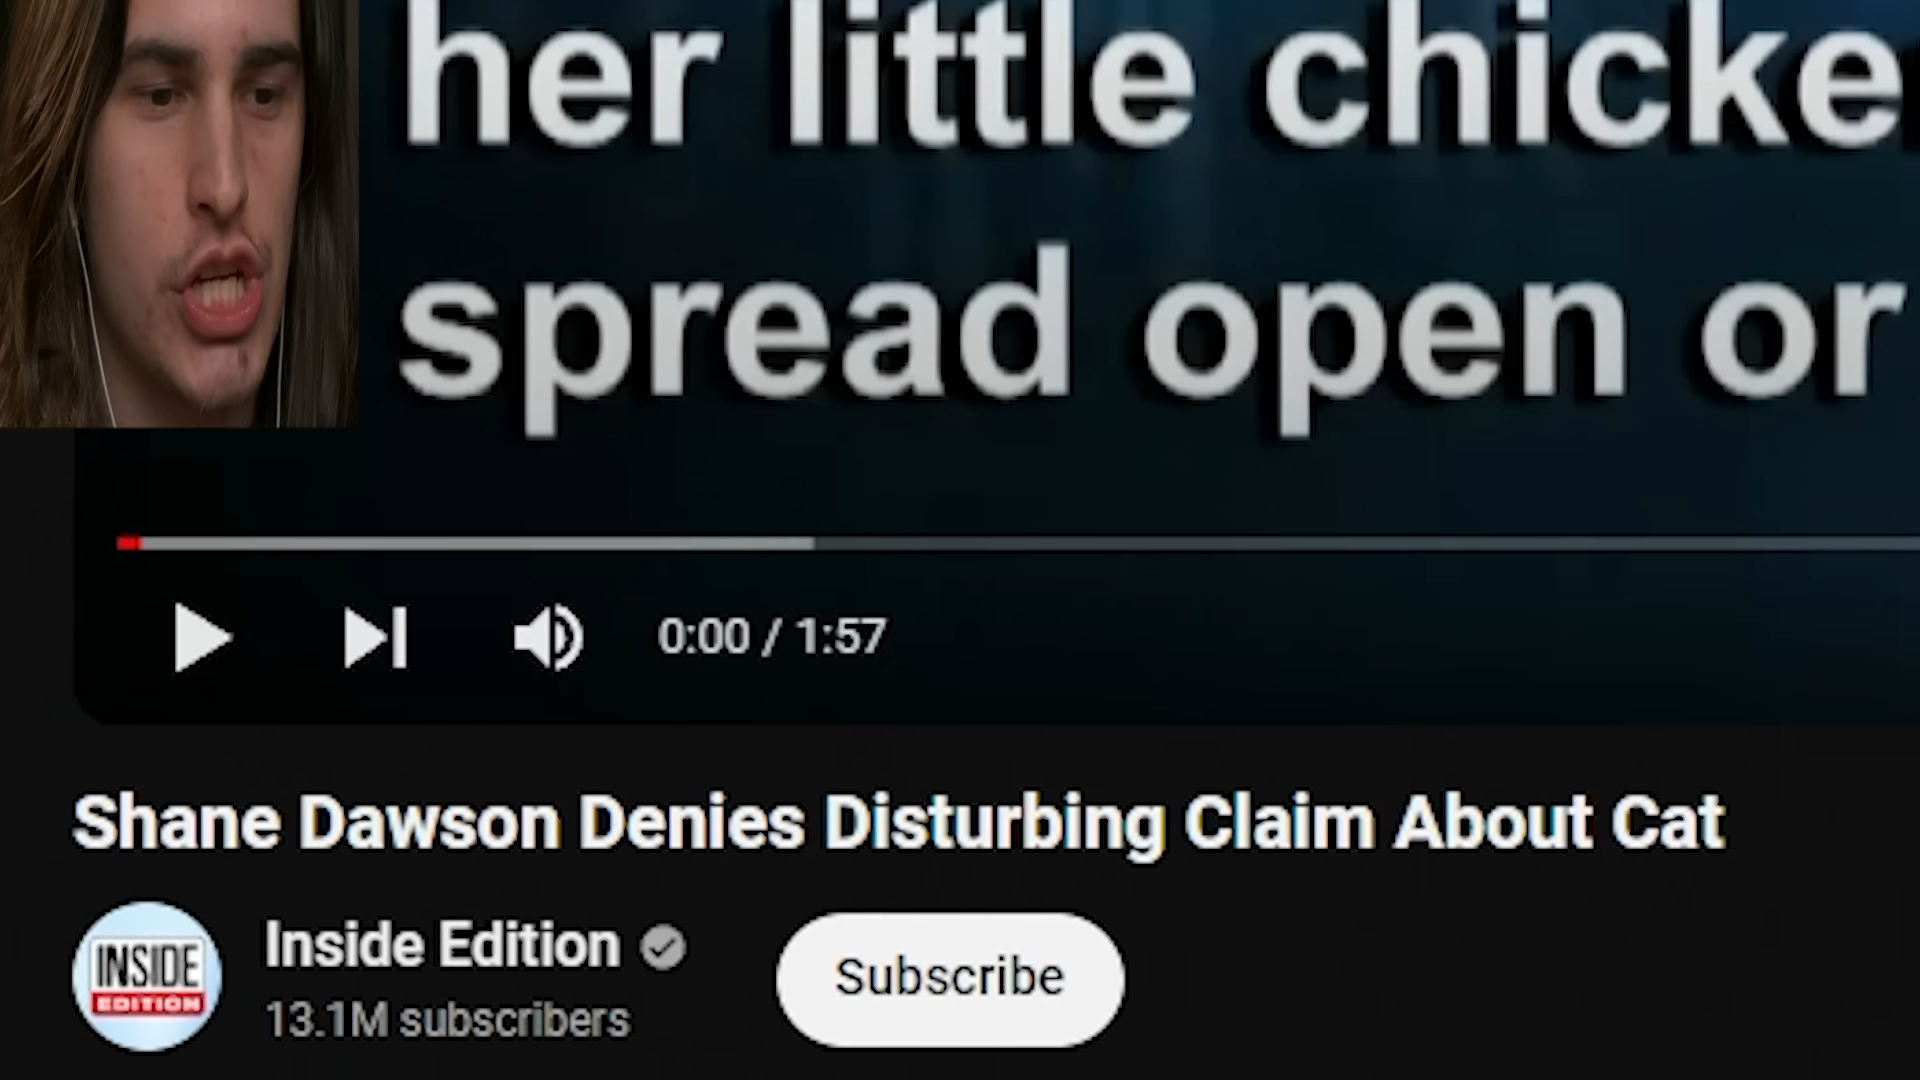 her little chicke
spread open or
0:00 / 1:57
Shane Dawson Denies Disturbing Claim About Cat
INSIDE
EDITION
Inside Edition
13.1M subscribers
Subscribe